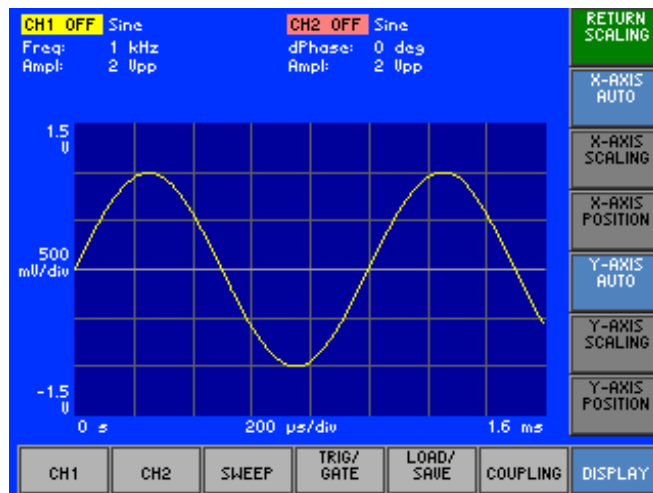 CH1 OFF Sine
Freq: 1 kHz
Ampl: 2 Vpp
CH2 OFF Sine
dPhase: 0 deg
Ampl: 2 Vpp
1.5
V
500
mV/div
-1.5
V
0 s
200 µs/div
1.6 ms
RETURN
SCALING
X-AXIS
AUTO
X-AXIS
SCALING
X-AXIS
POSITION
Y-AXIS
AUTO
Y-AXIS
SCALING
Y-AXIS
POSITION
CH1
CH2
SWEEP
TRIG/
GATE
LOAD/
SAVE
COUPLING
DISPLAY